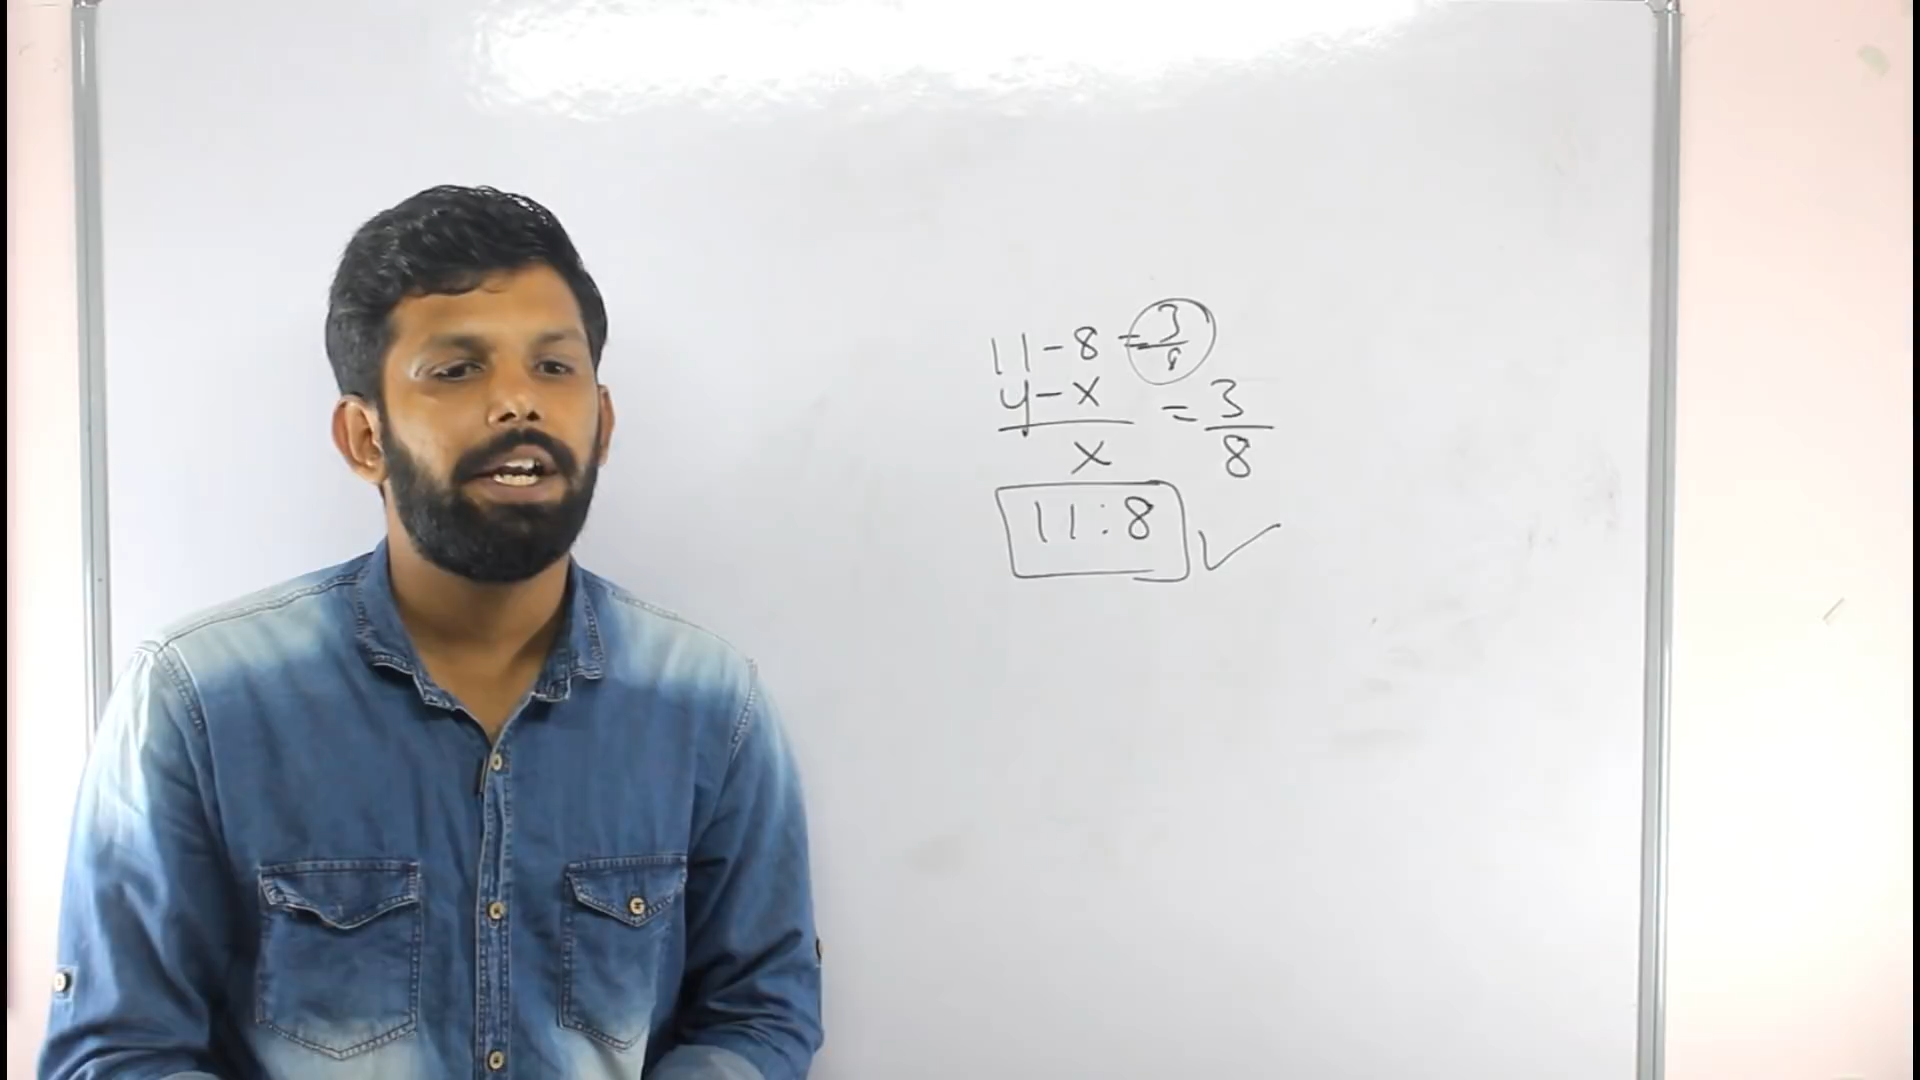 11-8 = 3/8
y-x/x = 3/8
11:8 ✓